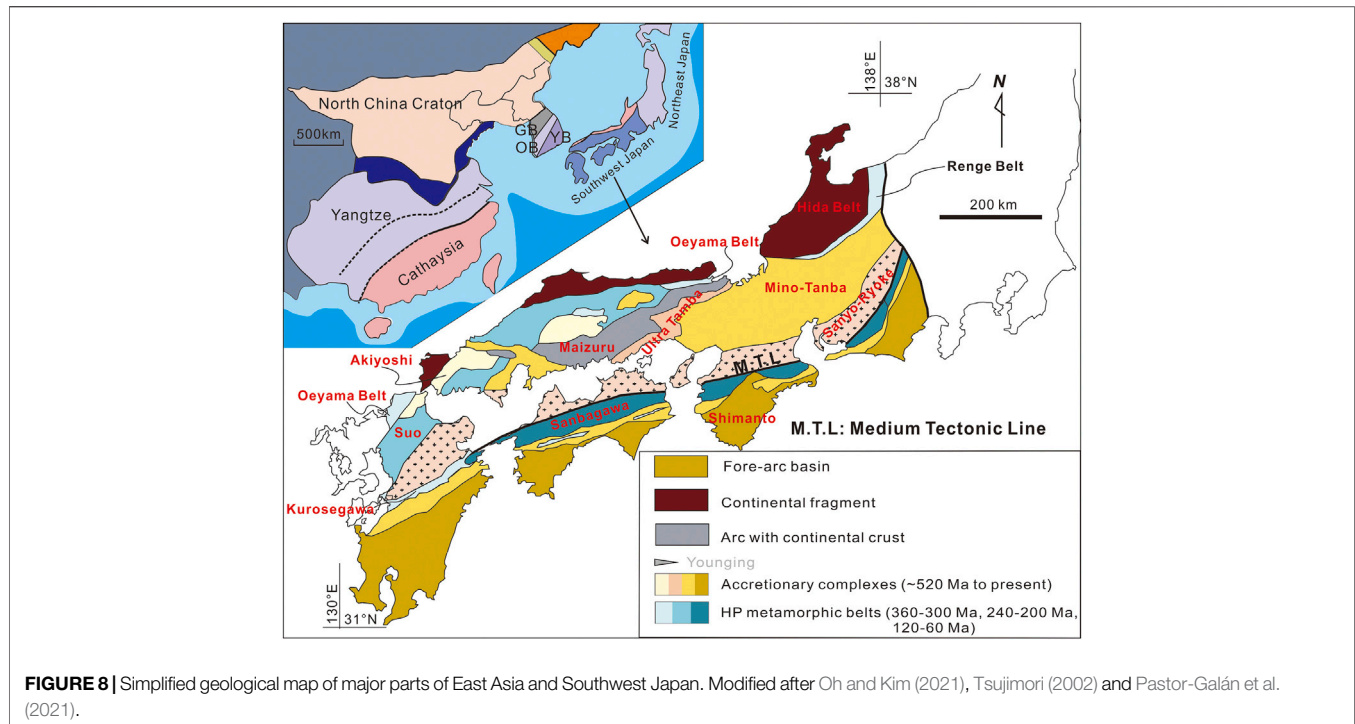 North China Craton
500km
GB
OB
YB
Northeast Japan
Southwest Japan
Yangtze
Cathaysia
138°E
38°N
N
Renge Belt
200 km
Hida Belt
Oeyama Belt
Mino-Tanba
Sanyo-Ryoke
Ultra Tamba
Maizuru
M.T.L
Akiyoshi
Oeyama Belt
Suo
Sanbagawa
Shimanto
M.T.L: Medium Tectonic Line
Kurosegawa
130°E
31°N
Fore-arc basin
Continental fragment
Arc with continental crust
Younging
Accretionary complexes (~520 Ma to present)
HP metamorphic belts (360-300 Ma, 240-200 Ma,
120-60 Ma)
FIGURE 8 | Simplified geological map of major parts of East Asia and Southwest Japan. Modified after Oh and Kim (2021), Tsujimori (2002) and Pastor-Galán et al.
(2021).